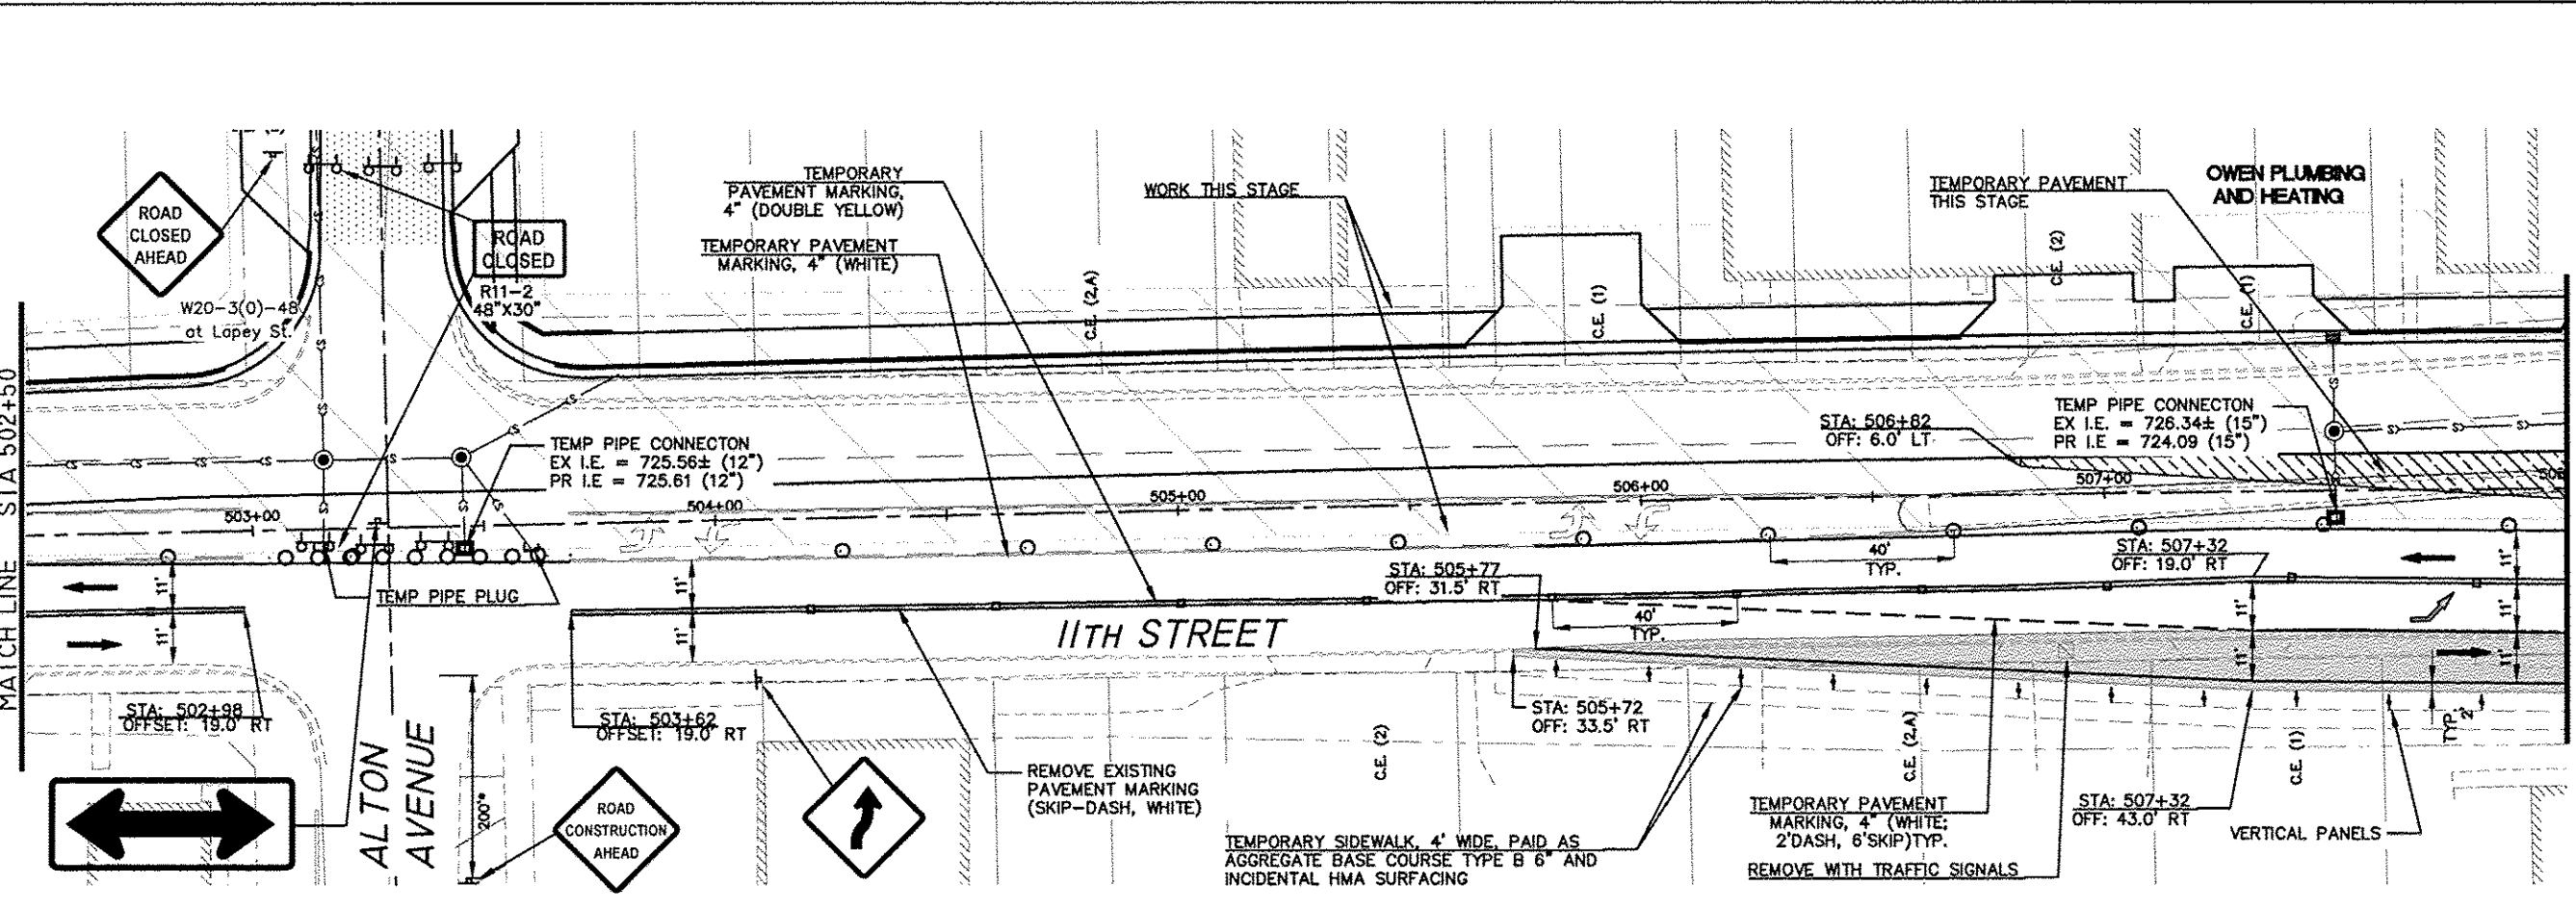 ROAD
CLOSED
AHEAD
W20-3(0)-48
at Lapey St.
ROAD
CLOSED
R11-2
48"X30"
TEMPORARY
PAVEMENT MARKING,
4" (DOUBLE YELLOW)
TEMPORARY PAVEMENT
MARKING, 4" (WHITE)
WORK THIS STAGE
TEMPORARY PAVEMENT
THIS STAGE
OWEN PLUMBING
AND HEATING
C.E. (2,A)
C.E. (1)
C.E. (2)
C.E. (1)
MATCH LINE STA 502+50
TEMP PIPE CONNECTON
EX I.E. = 725.56± (12")
PR I.E = 725.61 (12")
STA: 506+82
OFF: 6.0' LT
TEMP PIPE CONNECTON
EX I.E. = 726.34± (15")
PR I.E = 724.09 (15")
503+00
504+00
505+00
506+00
507+00
11'
11'
TEMP PIPE PLUG
11'
11'
STA: 505+77
OFF: 31.5' RT
40'
TYP.
40'
TYP.
STA: 507+32
OFF: 19.0' RT
11'
11'
11'
11'
11'
11TH STREET
STA: 502+98
OFFSET: 19.0' RT
STA: 503+62
OFFSET: 19.0' RT
STA: 505+72
OFF: 33.5' RT
ALTON
AVENUE
200'*
ROAD
CONSTRUCTION
AHEAD
REMOVE EXISTING
PAVEMENT MARKING
(SKIP-DASH, WHITE)
C.E. (2)
C.E. (2,A)
C.E. (1)
TYP.
2'
TEMPORARY SIDEWALK, 4' WIDE, PAID AS
AGGREGATE BASE COURSE TYPE B 6" AND
INCIDENTAL HMA SURFACING
TEMPORARY PAVEMENT
MARKING, 4" (WHITE;
2'DASH, 6'SKIP)TYP.
REMOVE WITH TRAFFIC SIGNALS
STA: 507+32
OFF: 43.0' RT
VERTICAL PANELS